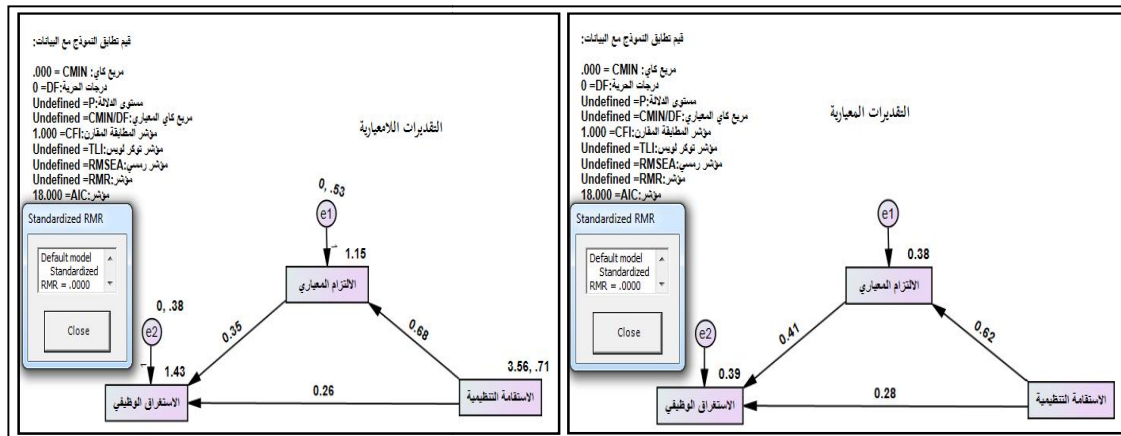 قيم تطابق النموذج مع البيانات:
مربع كاي: CMIN = .000
درجات الحرية:DF= 0
مستوى الدلالة:P= Undefined
مربع كاي المعياري:CMIN/DF= Undefined
مؤشر المطابقة المقارن:CFI= 1.000
مؤشر توكر لويس:TLI= Undefined
مؤشر رمسي:RMSEA= Undefined
مؤشر:RMR= Undefined
مؤشر:AIC= 18.000
التقديرات اللامعيارية
Standardized RMR
Default model
Standardized
RMR = .0000
Close
0, .53
e1
1
1.15
الالتزام المعياري
0, .38
e2
1
0.35
0.68
1.43
3.56, .71
الاستغراق الوظيفي
0.26
الاستقامة التنظيمية
قيم تطابق النموذج مع البيانات:
مربع كاي: CMIN = .000
درجات الحرية:DF= 0
مستوى الدلالة:P= Undefined
مربع كاي المعياري:CMIN/DF= Undefined
مؤشر المطابقة المقارن:CFI= 1.000
مؤشر توكر لويس:TLI= Undefined
مؤشر رمسي:RMSEA= Undefined
مؤشر:RMR= Undefined
مؤشر:AIC= 18.000
التقديرات المعيارية
Standardized RMR
Default model
Standardized
RMR = .0000
Close
e1
0.38
الالتزام المعياري
e2
0.41
0.62
0.39
الاستغراق الوظيفي
0.28
الاستقامة التنظيمية